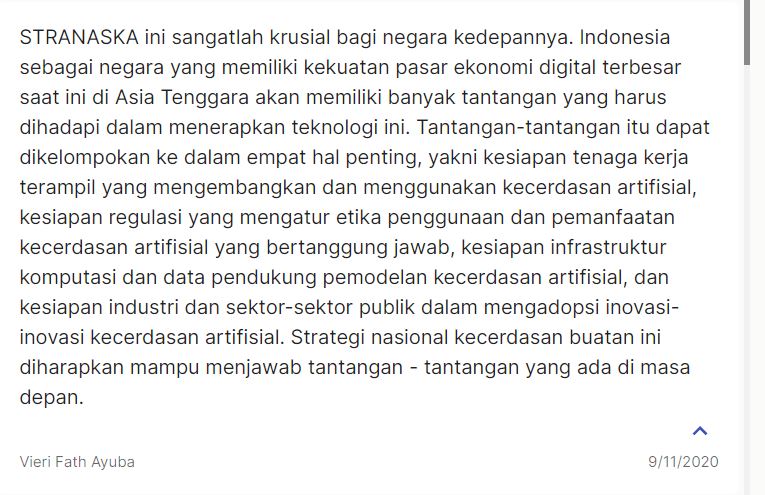 STRANASKA ini sangatlah krusial bagi negara kedepannya. Indonesia
sebagai negara yang memiliki kekuatan pasar ekonomi digital terbesar
saat ini di Asia Tenggara akan memiliki banyak tantangan yang harus
dihadapi dalam menerapkan teknologi ini. Tantangan-tantangan itu dapat
dikelompokan ke dalam empat hal penting, yakni kesiapan tenaga kerja
terampil yang mengembangkan dan menggunakan kecerdasan artifisial,
kesiapan regulasi yang mengatur etika penggunaan dan pemanfaatan
kecerdasan artifisial yang bertanggung jawab, kesiapan infrastruktur
komputasi dan data pendukung pemodelan kecerdasan artifisial, dan
kesiapan industri dan sektor-sektor publik dalam mengadopsi inovasi-
inovasi kecerdasan artifisial. Strategi nasional kecerdasan buatan ini
diharapkan mampu menjawab tantangan - tantangan yang ada di masa
depan.
Vieri Fath Ayuba 9/11/2020